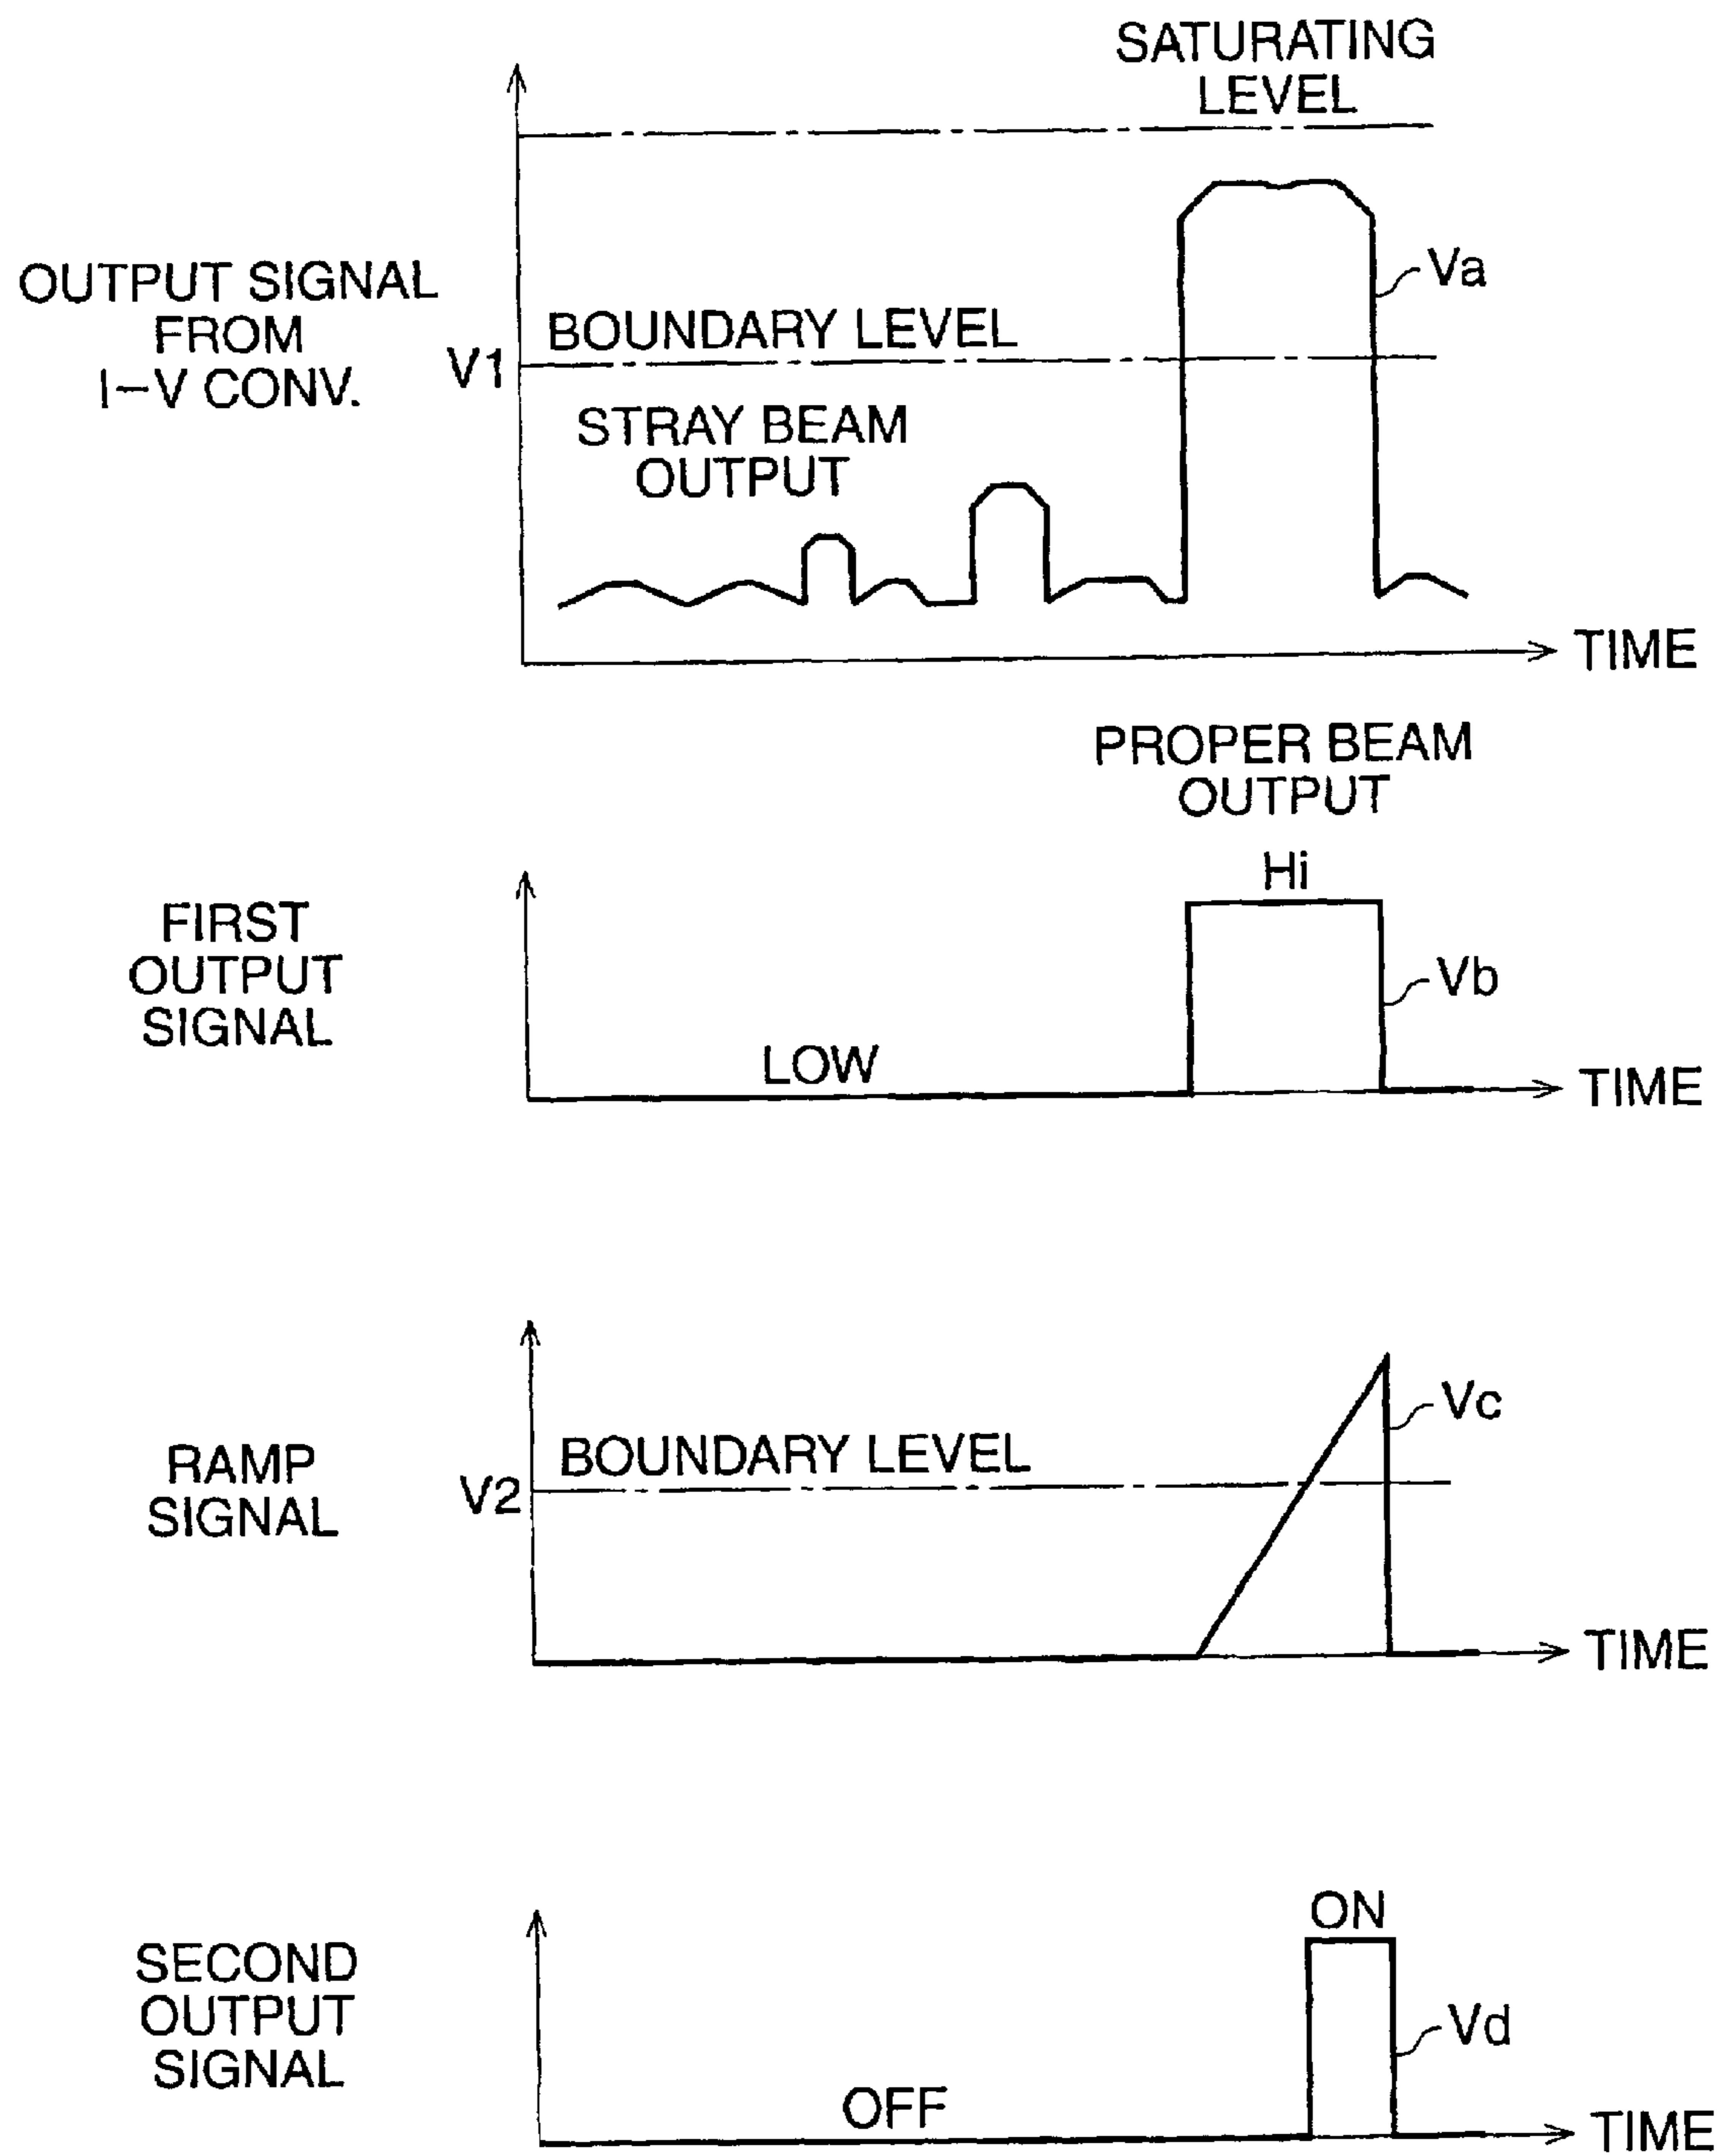 SATURATING
LEVEL
OUTPUT SIGNAL
FROM
I-V CONV.
Va
BOUNDARY LEVEL
V1
STRAY BEAM
OUTPUT
TIME
PROPER BEAM
OUTPUT
Hi
FIRST
OUTPUT
SIGNAL
Vb
LOW
TIME
Vc
BOUNDARY LEVEL
RAMP
SIGNAL
V2
TIME
ON
SECOND
OUTPUT
SIGNAL
Vd
OFF
TIME